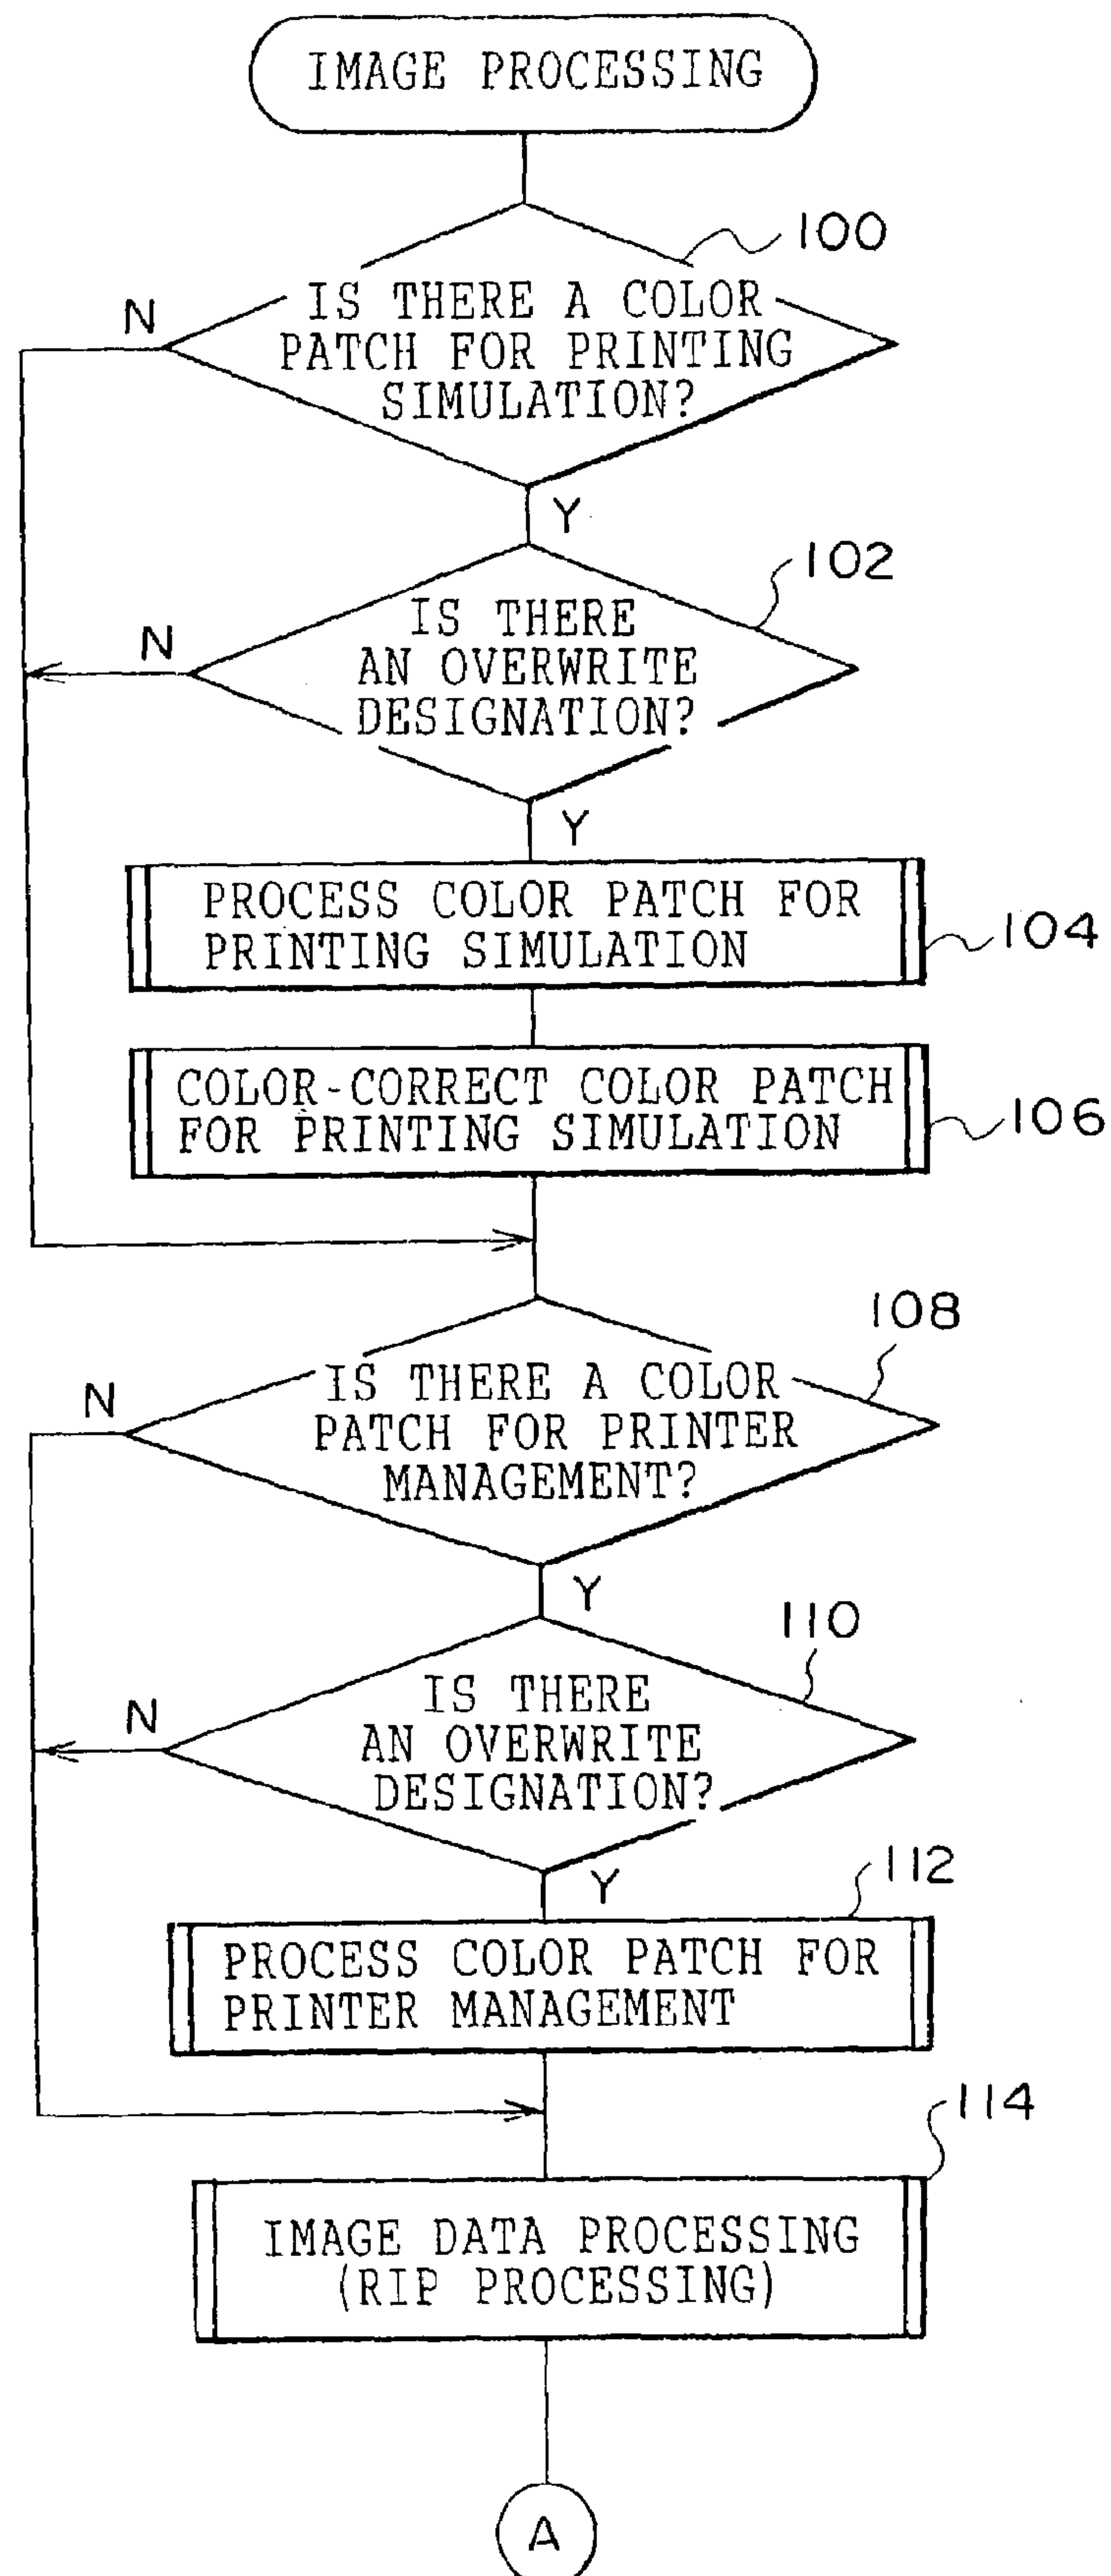 IMAGE PROCESSING
100
N
IS THERE A COLOR
PATCH FOR PRINTING
SIMULATION?
Y
102
N
IS THERE
AN OVERWRITE
DESIGNATION?
Y
PROCESS COLOR PATCH FOR
PRINTING SIMULATION
104
COLOR-CORRECT COLOR PATCH
FOR PRINTING SIMULATION
106
108
N
IS THERE A COLOR
PATCH FOR PRINTER
MANAGEMENT?
Y
110
N
IS THERE
AN OVERWRITE
DESIGNATION?
Y
112
PROCESS COLOR PATCH FOR
PRINTER MANAGEMENT
114
IMAGE DATA PROCESSING
(RIP PROCESSING)
A